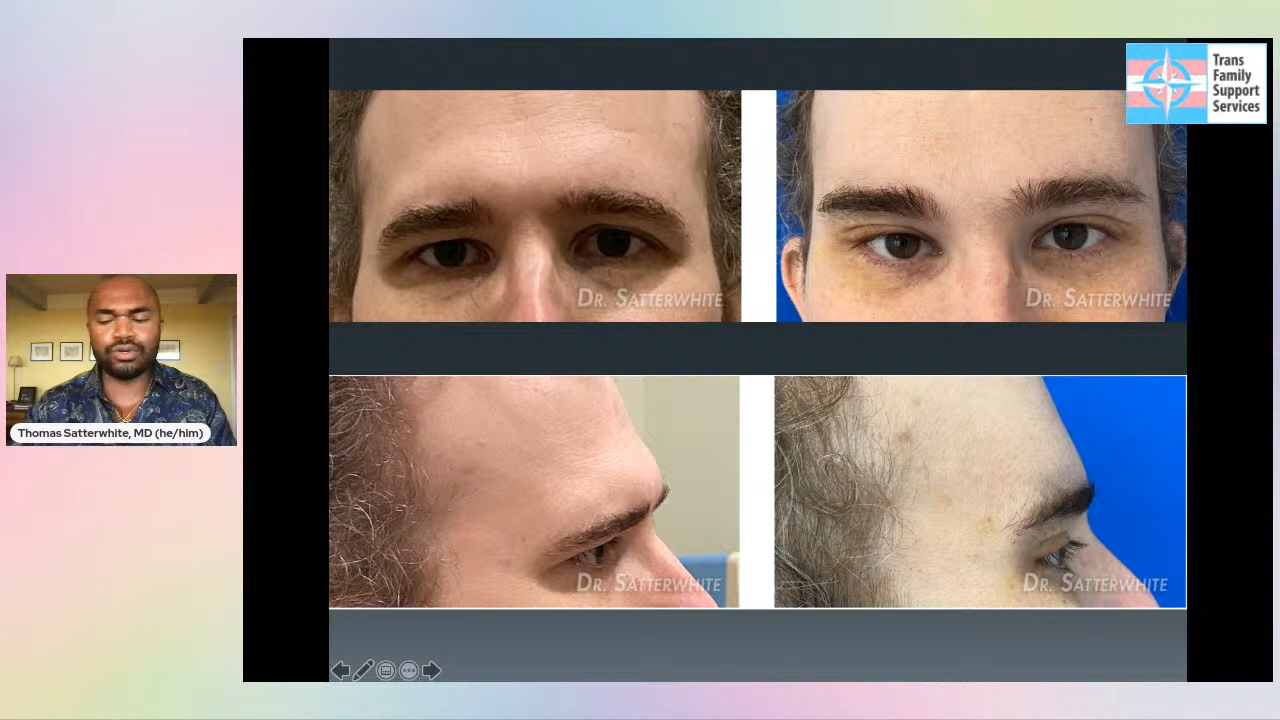 Trans
Family
Support
Services
DR. SATTERWHITE
DR. SATTERWHITE
Thomas Satterwhite, MD (he/him)
DR. SATTERWHITE
DR. SATTERWHITE